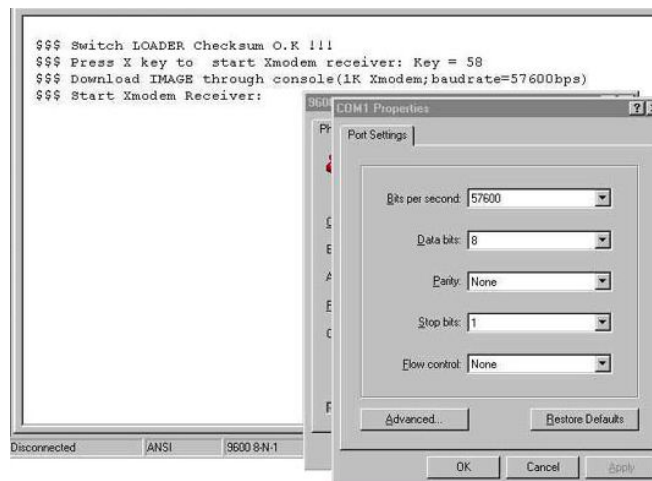 $$$ Switch LOADER Checksum O.K !!!
$$$ Press X key to  start Xmodem receiver: Key = 58
$$$ Download IMAGE through console(1K Xmodem;baudrate=57600bps)
$$$ Start Xmodem Receiver:
COM1 Properties
Port Settings
Bits per second: 57600
Data bits: 8
Parity: None
Stop bits: 1
Flow control: None
Advanced...
Restore Defaults
OK
Cancel
Apply
Disconnected
ANSI
9600 8-N-1